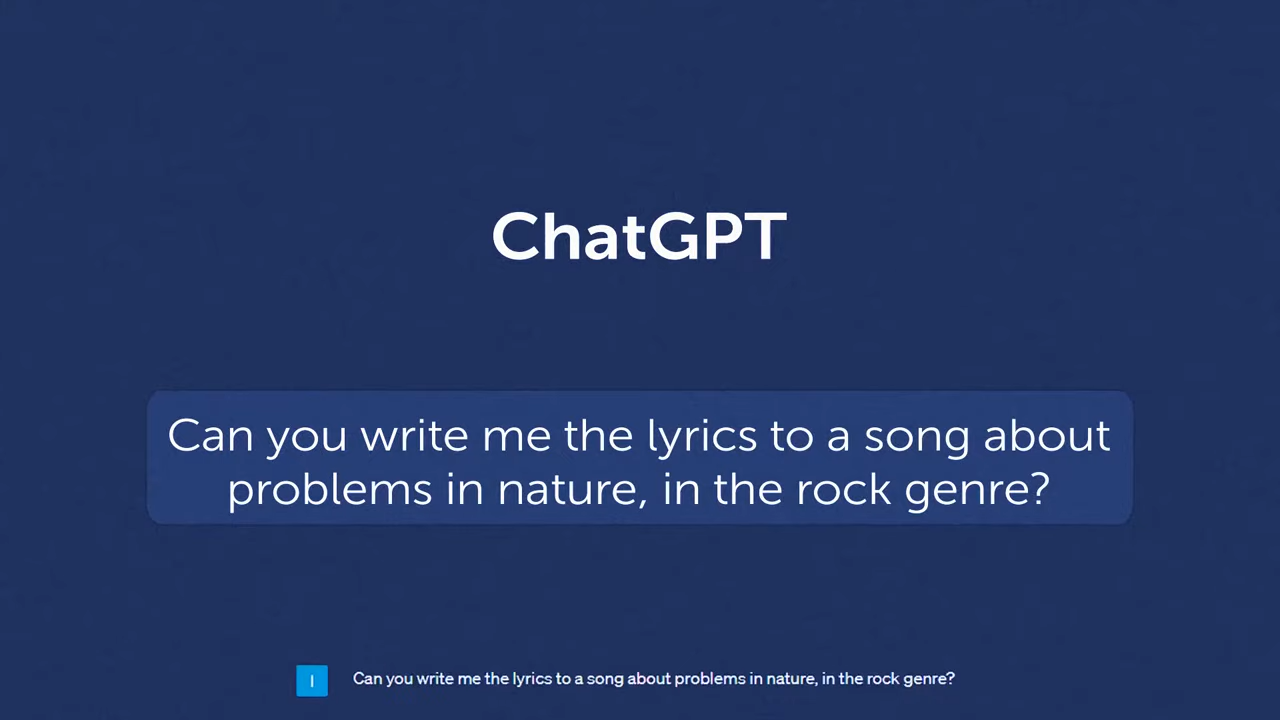 ChatGPT
Can you write me the lyrics to a song about
problems in nature, in the rock genre?
I
Can you write me the lyrics to a song about problems in nature, in the rock genre?